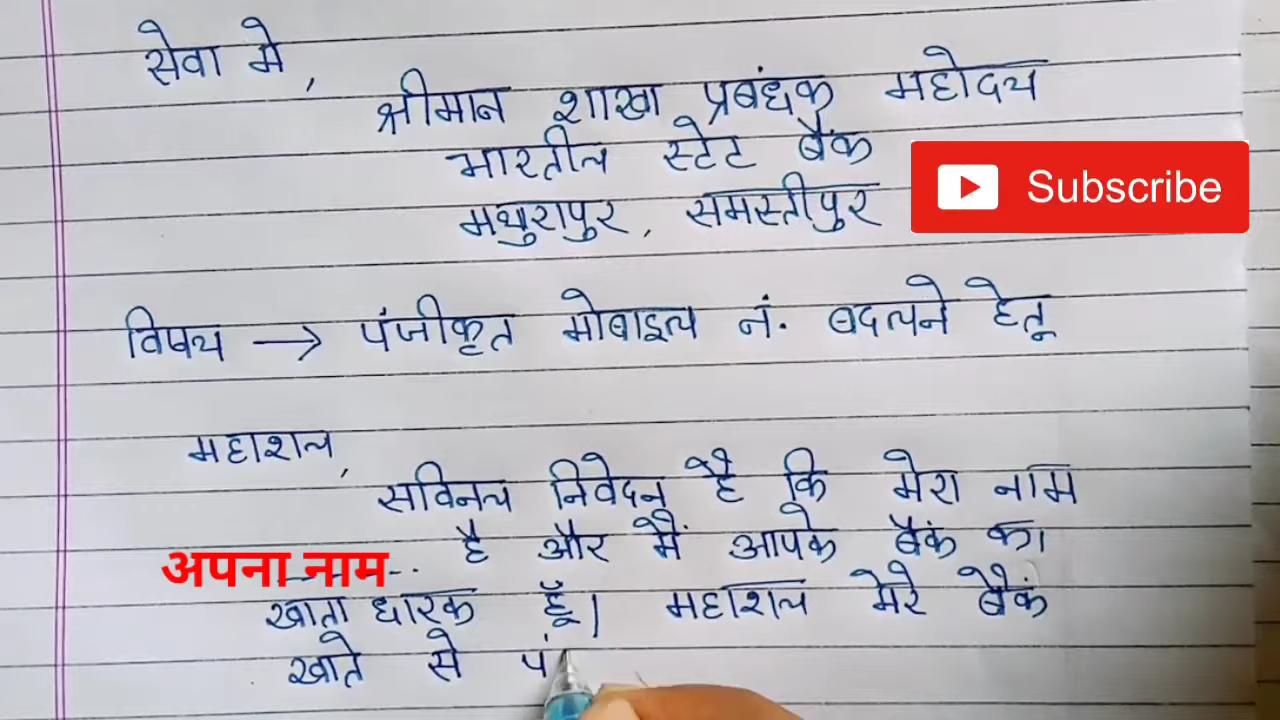 सेवा मे,
श्रीमान शाखा प्रबंधक महोदय
भारतीय स्टेट बैंक
Subscribe
मथुरापुर, समस्तीपुर
विषय → पंजीकृत मोबाइल नं. बदलने हेतू
महाशय,
सविनय निवेदन है कि मेरा नाम
अपना नाम है और मैं आपके बैंक का
खाता धारक हूँ। महाशय मेरे बैंक
खाते से पं